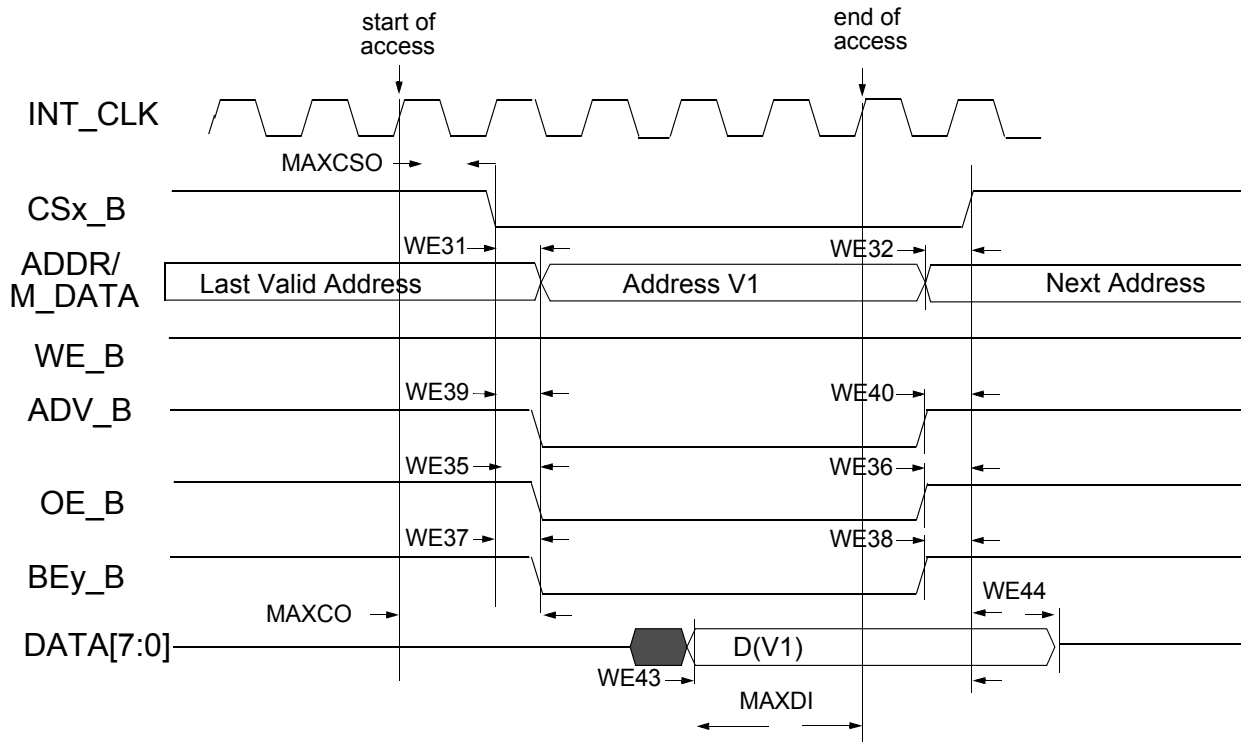 start of
access
end of
access
INT_CLK
MAXCSO
CSx_B
WE31
WE32
ADDR/
M_DATA
Last Valid Address
Address V1
Next Address
WE_B
WE39
WE40
ADV_B
WE35
WE36
OE_B
WE37
WE38
BEy_B
WE44
MAXCO
DATA[7:0]
D(V1)
WE43
MAXDI